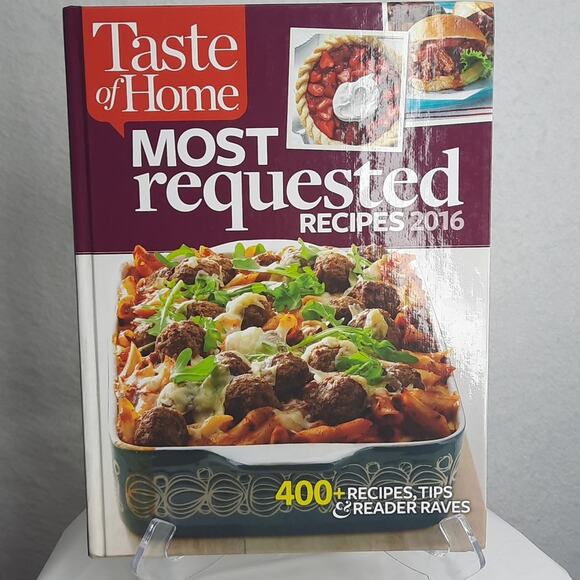 Taste
of Home
MOST
requested
RECIPES 2016
400+ RECIPES, TIPS
& READER RAVES